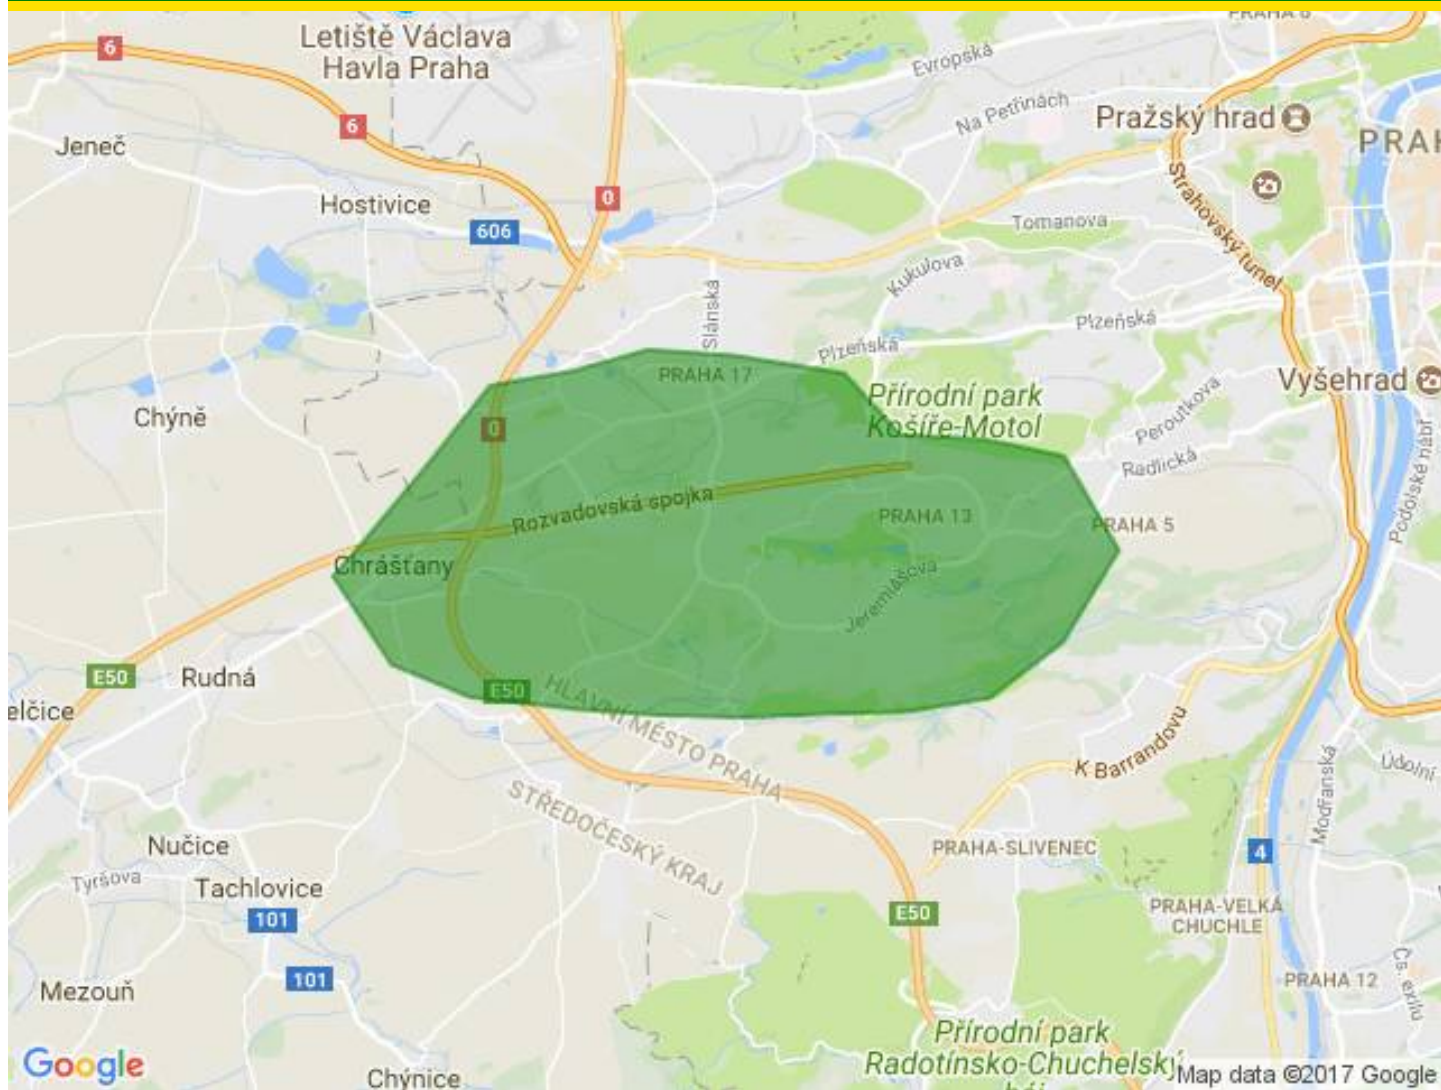 PRAHA 6
Letiště Václava
Havla Praha
6
Evropská
6
Na Petřinách
Pražský hrad
Jeneč
Strahovský tunel
Hostivice
0
606
Tomanova
Kukulova
Slánská
Plzeňská
Plzeňská
PRAHA 17
Vyšehrad
Přírodní park
Košíře-Motol
Chýně
0
Peroutkova
Radlická
Podolské nábř
Rozvadovská spojka
PRAHA 13
PRAHA 5
Chrášťany
Jeremiášova
E50
Rudná
E50
HLAVNÍ MĚSTO PRAHA
elčice
K Barrandovu
STŘEDOČESKÝ KRAJ
Údolní
Modřanská
Nučice
PRAHA-SLIVENEC
4
Tyršova
Tachlovice
101
E50
PRAHA-VELKÁ
CHUCHLE
101
PRAHA 12
Čs. exilu
Mezouň
Přírodní park
Radotínsko-Chuchelský
háj
Google
Chýnice
Map data ©2017 Google